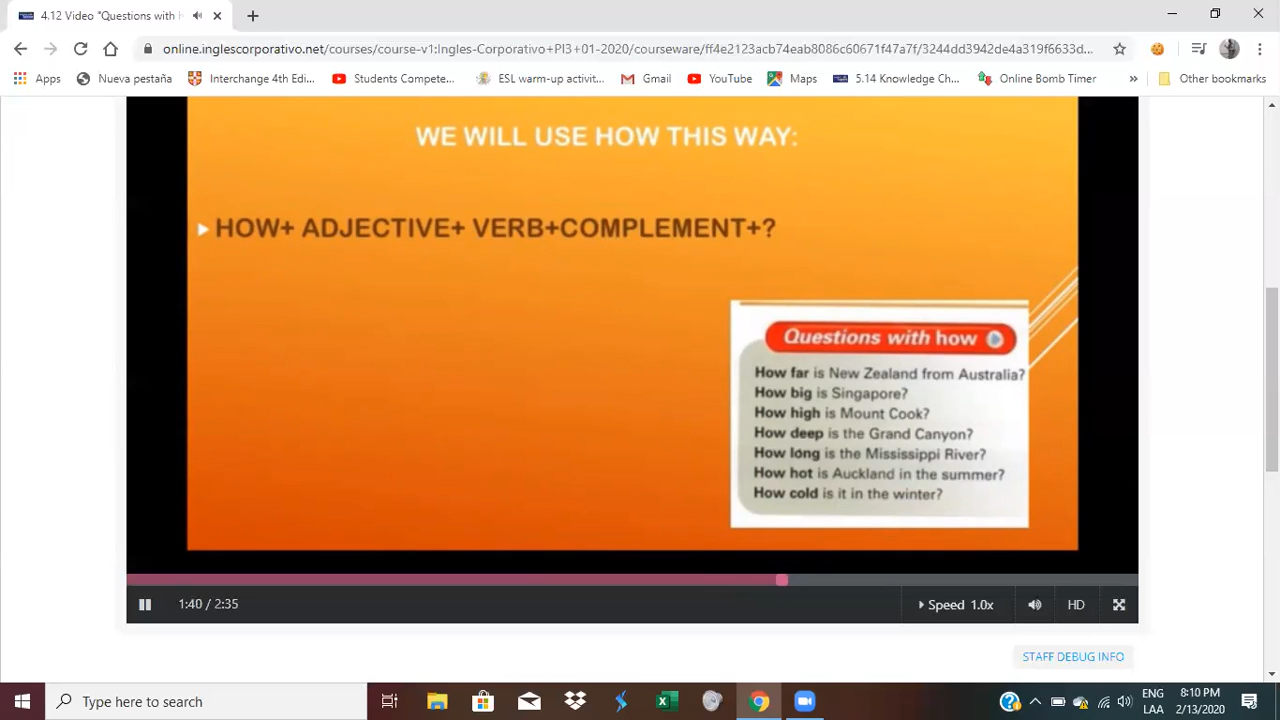 4.12 Video "Questions with h
online.inglescorporativo.net/courses/course-v1:Ingles-Corporativo+PI3+01-2020/courseware/ff4e2123acb74eab8086c60671f47a7f/3244dd3942de4a319f6633d...
Apps Nueva pestaña Interchange 4th Edi... Students Compete... ESL warm-up activit... Gmail YouTube Maps 5.14 Knowledge Ch... Online Bomb Timer » Other bookmarks
WE WILL USE HOW THIS WAY:
HOW+ ADJECTIVE+ VERB+COMPLEMENT+?
Questions with how
How far is New Zealand from Australia?
How big is Singapore?
How high is Mount Cook?
How deep is the Grand Canyon?
How long is the Mississippi River?
How hot is Auckland in the summer?
How cold is it in the winter?
1:40 / 2:35 Speed 1.0x HD
STAFF DEBUG INFO
Type here to search
ENG 8:10 PM
LAA 2/13/2020